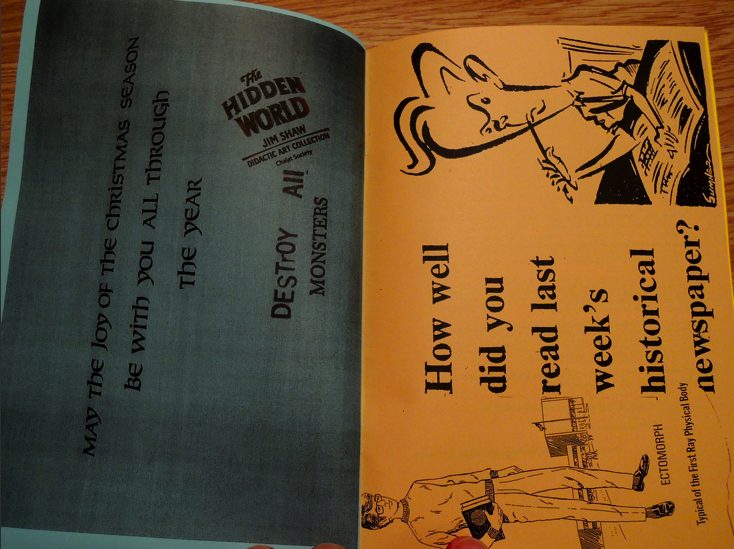 MAY The JOY OF The ChRISTMAS SEASON
BE WITh YOU ALL ThROUGh
The YEAR
The
HIDDEN
WORLD
JIM SHAW
DIDACTIC ART COLLECTION
Chalet Society
DESTrOY All
MONSTERS
How well
did you
read last
week's
historical
newspaper?
ECTOMORPH
Typical of the First Ray Physical Body